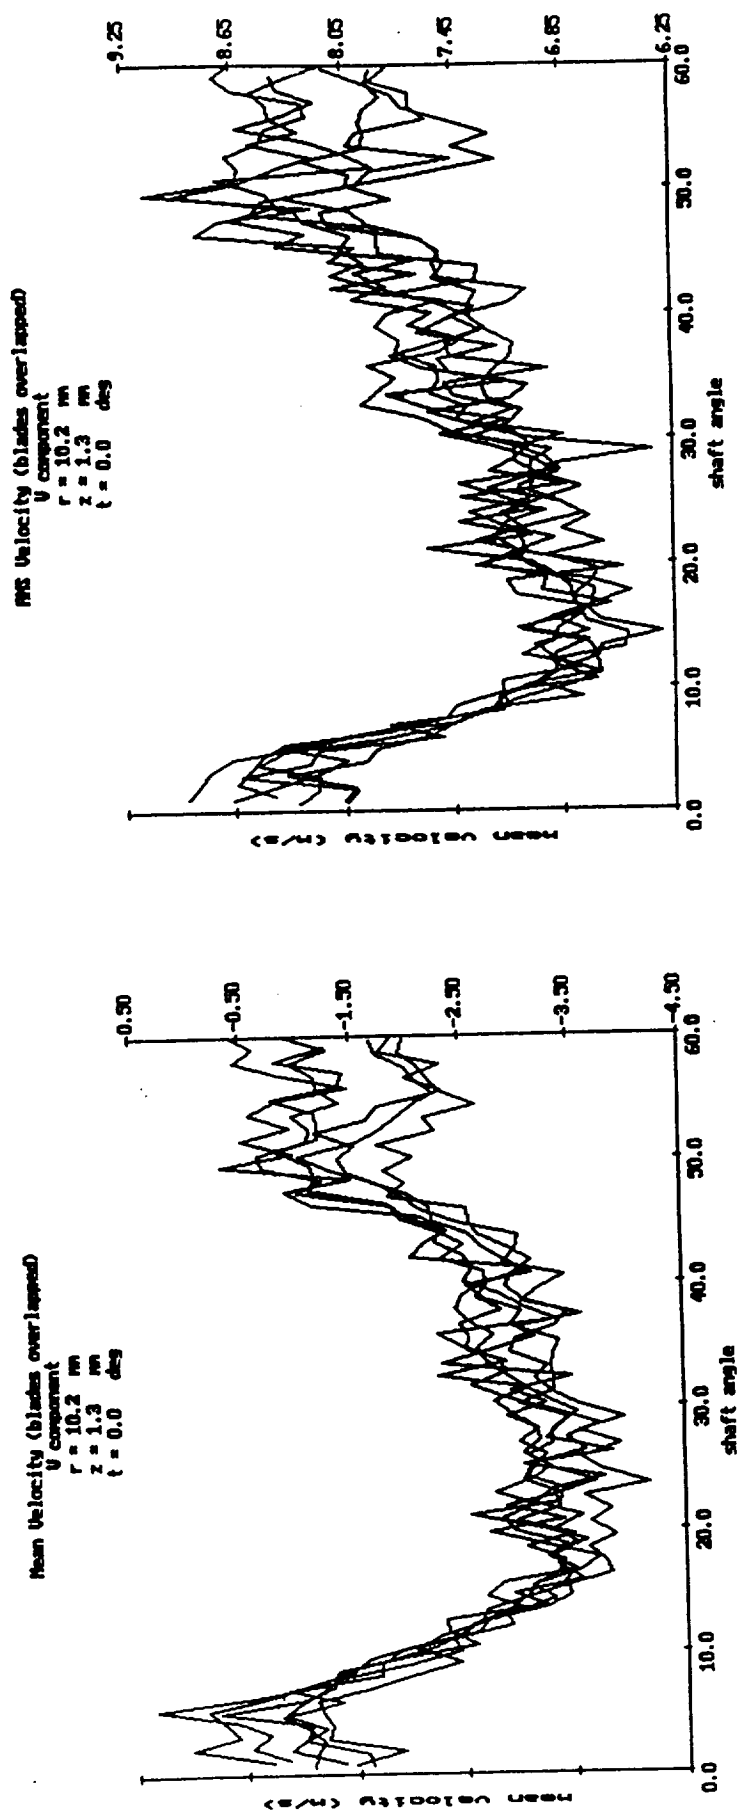 Mean Velocity (blades overlapped)
V component
r = 10.2 mm
z = 1.3 mm
t = 0.0 deg
mean velocity (m/s)
0.50
-0.50
-1.50
-2.50
-3.50
-4.50
0.0 10.0 20.0 30.0 40.0 50.0 60.0
shaft angle
RMS Velocity (blades overlapped)
V component
r = 10.2 mm
z = 1.3 mm
t = 0.0 deg
mean velocity (m/s)
9.25
8.65
8.05
7.45
6.85
6.25
0.0 10.0 20.0 30.0 40.0 50.0 60.0
shaft angle